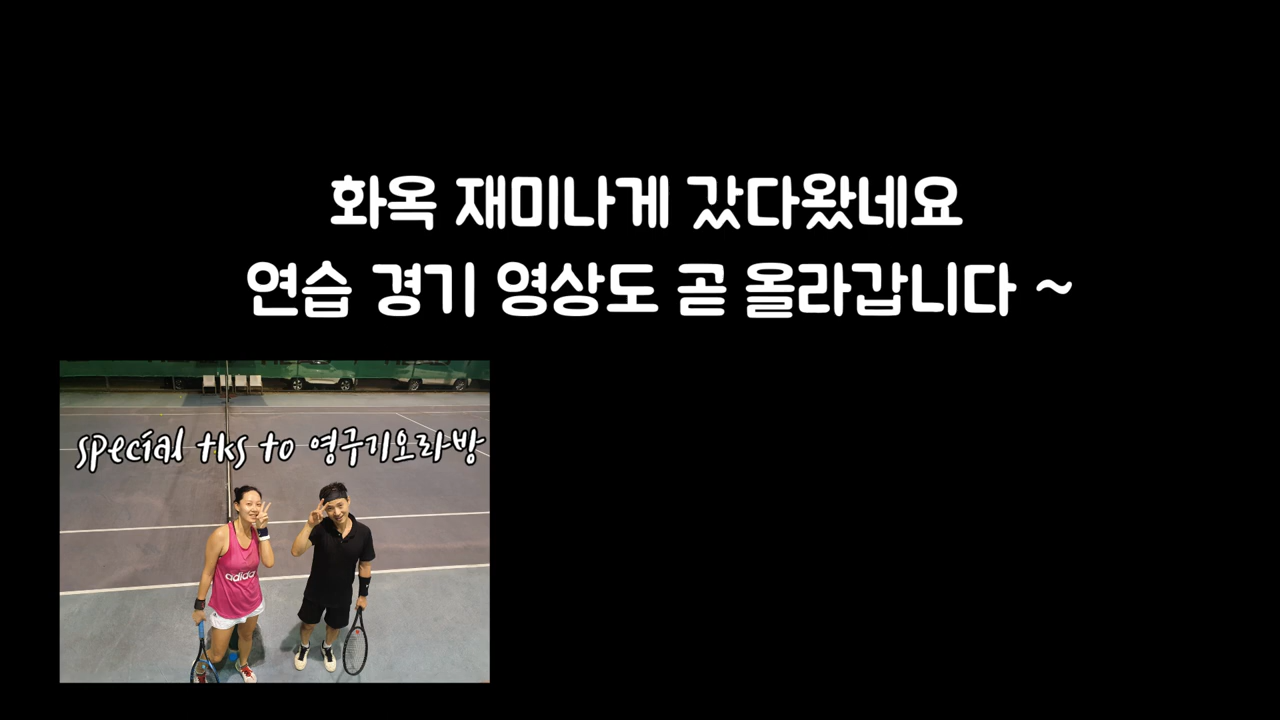 화옥 재미나게 갔다왔네요
연습 경기 영상도 곧 올라갑니다 ~
special tks to 영구기오라방
adidas